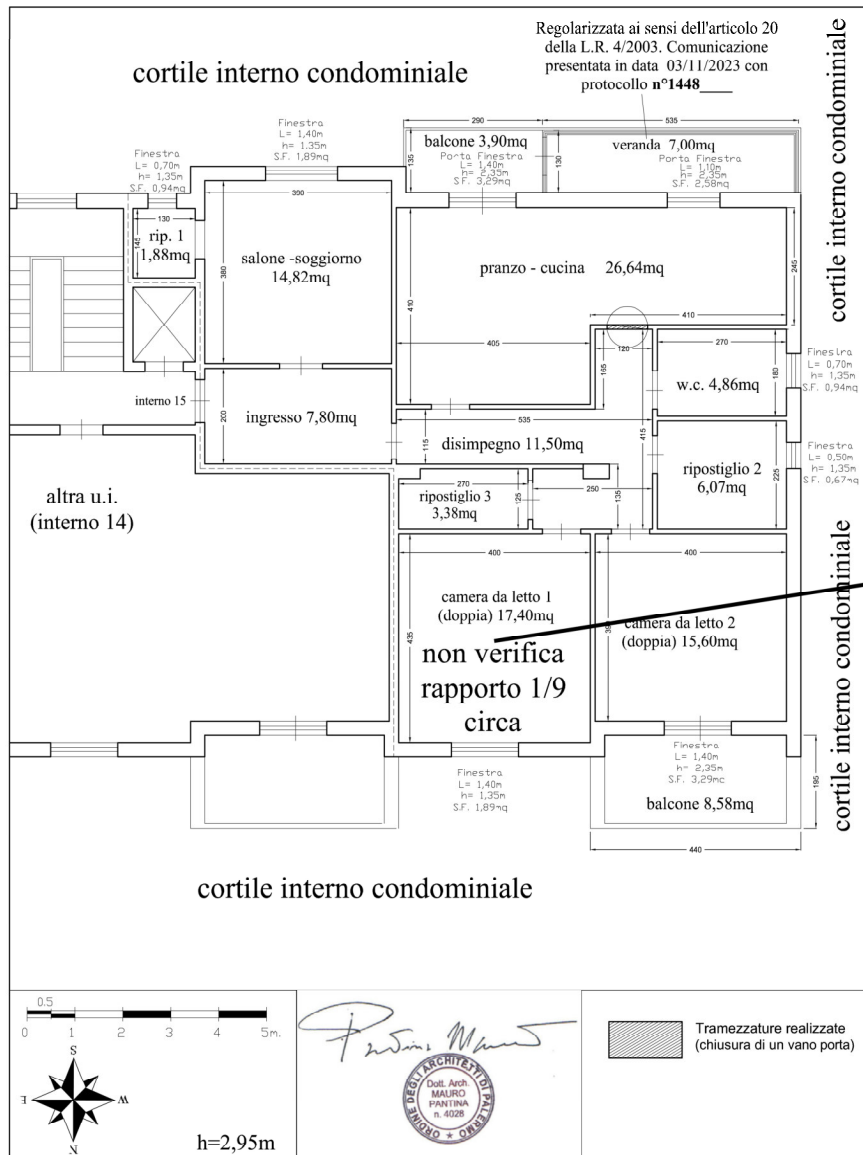 Regolarizzata ai sensi dell'articolo 20
della L.R. 4/2003. Comunicazione
presentata in data 03/11/2023 con
protocollo n°1448____
cortile interno condominiale
cortile interno condominiale
290
535
Finestra
L= 1,40m
h= 1.35m
S.F. 1,89mq
balcone 3,90mq
veranda 7,00mq
135
130
Porta Finestra
L= 1,40m
h= 2,35m
S.F. 3,29mq
Porta Finestra
L= 1,10m
h= 2,35m
S.F. 2,58mq
Finestra
L= 0,70m
h= 1,35m
S.F. 0,94mq
390
130
rip. 1
1,88mq
145
salone -soggiorno
14,82mq
380
pranzo - cucina 26,64mq
245
410
410
405
120
165
270
w.c. 4,86mq
180
Finestra
L= 0,70m
h= 1,35m
S.F. 0,94mq
interno 15
200
ingresso 7,80mq
535
115
disimpegno 11,50mq
415
ripostiglio 2
6,07mq
225
Finestra
L= 0,50m
h= 1,35m
S.F. 0,67mq
270
ripostiglio 3
3,38mq
125
250
135
altra u.i.
(interno 14)
400
400
camera da letto 1
(doppia) 17,40mq
435
camera da letto 2
(doppia) 15,60mq
non verifica
rapporto 1/9
circa
cortile interno condominiale
Finestra
L= 1,40m
h= 1,35m
S.F. 1,89mq
Finestra
L= 1,40m
h= 2,35m
S.F. 3,29mc
balcone 8,58mq
195
440
cortile interno condominiale
0.5
0 1 2 3 4 5m.
S
E
W
N
h=2,95m
ORDINE DEGLI ARCHITETTI DI PALERMO
Dott. Arch.
MAURO
PANTINA
n. 4028
Tramezzature realizzate
(chiusura di un vano porta)